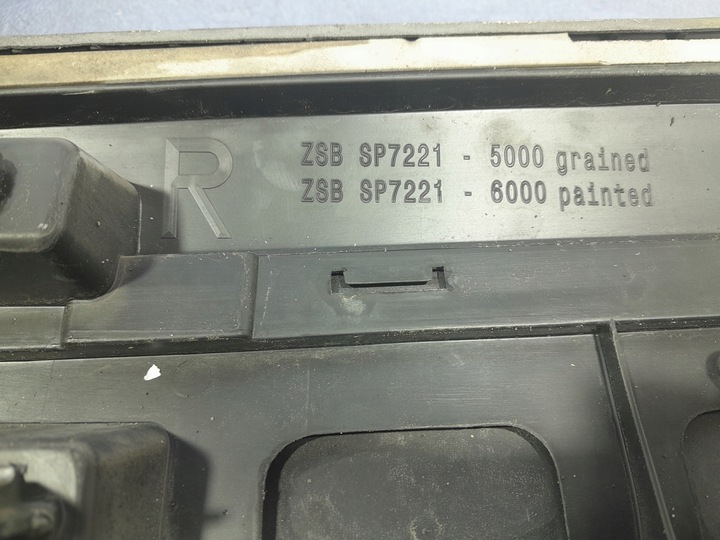 R
ZSB SP7221 - 5000 grained
ZSB SP7221 - 6000 painted